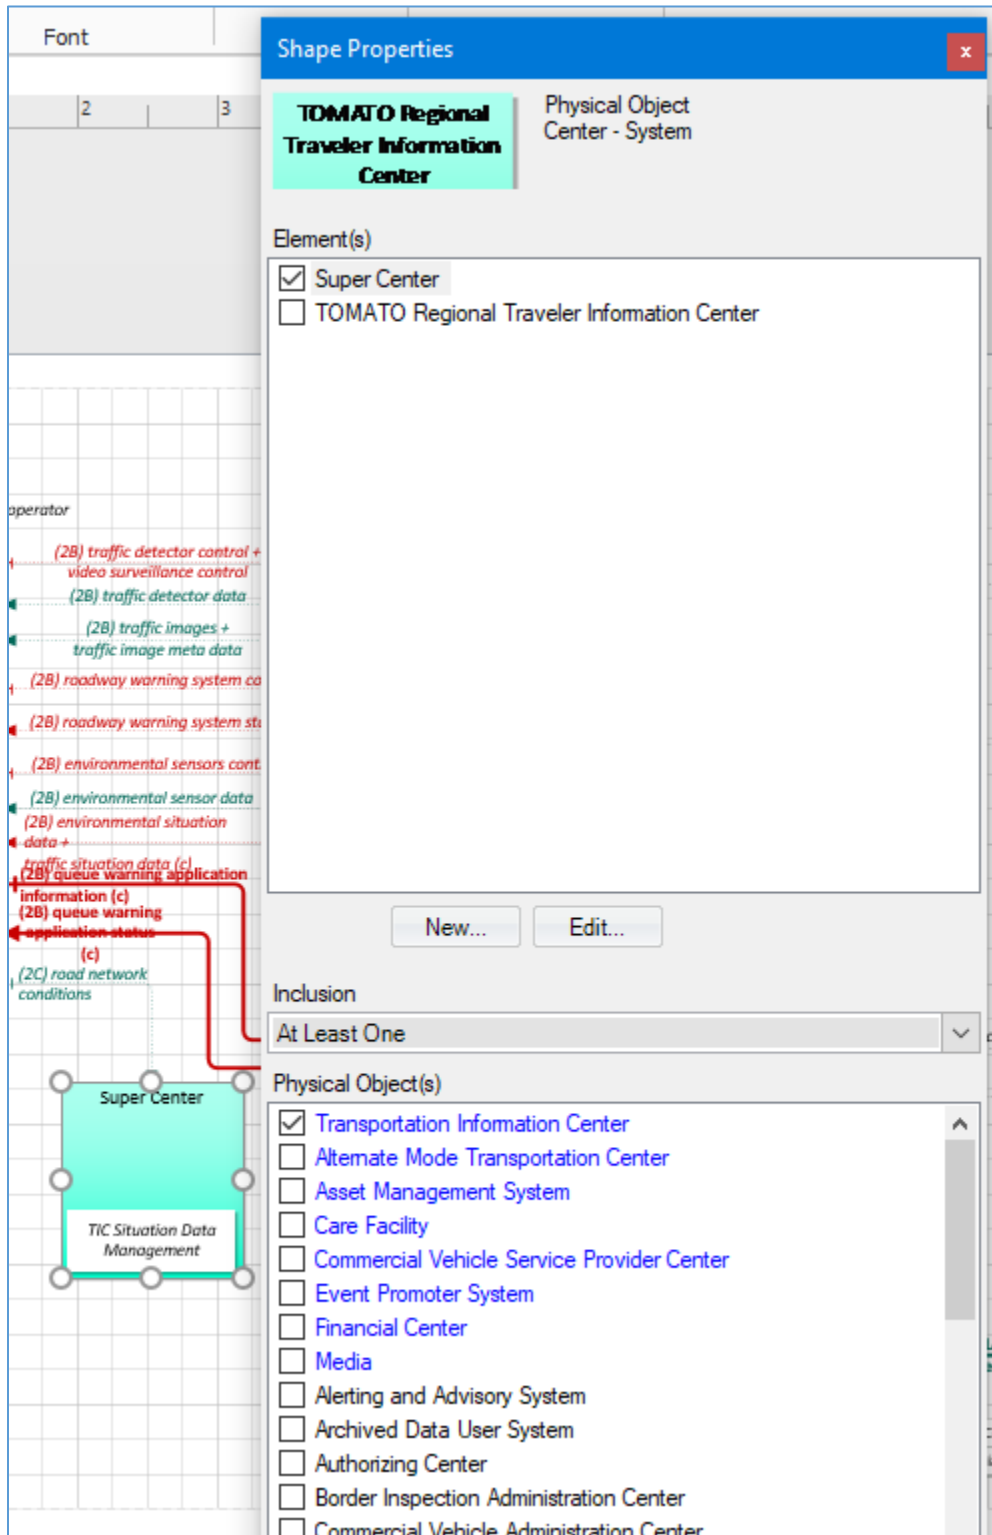 Font
2
3
Shape Properties
x
TOMATO Regional
Traveler Information
Center
Physical Object
Center - System
Element(s)
Super Center
TOMATO Regional Traveler Information Center
operator
(2B) traffic detector control +
video surveillance control
(2B) traffic detector data
(2B) traffic images +
traffic image meta data
(2B) roadway warning system co
(2B) roadway warning system sta
(2B) environmental sensors cont
(2B) environmental sensor data
(2B) environmental situation
data +
traffic situation data (c)
(2B) queue warning application
information (c)
(2B) queue warning
application status
(c)
(2C) road network
conditions
Super Center
TIC Situation Data
Management
New...
Edit...
Inclusion
At Least One
Physical Object(s)
Transportation Information Center
Alternate Mode Transportation Center
Asset Management System
Care Facility
Commercial Vehicle Service Provider Center
Event Promoter System
Financial Center
Media
Alerting and Advisory System
Archived Data User System
Authorizing Center
Border Inspection Administration Center
Commercial Vehicle Administration Center